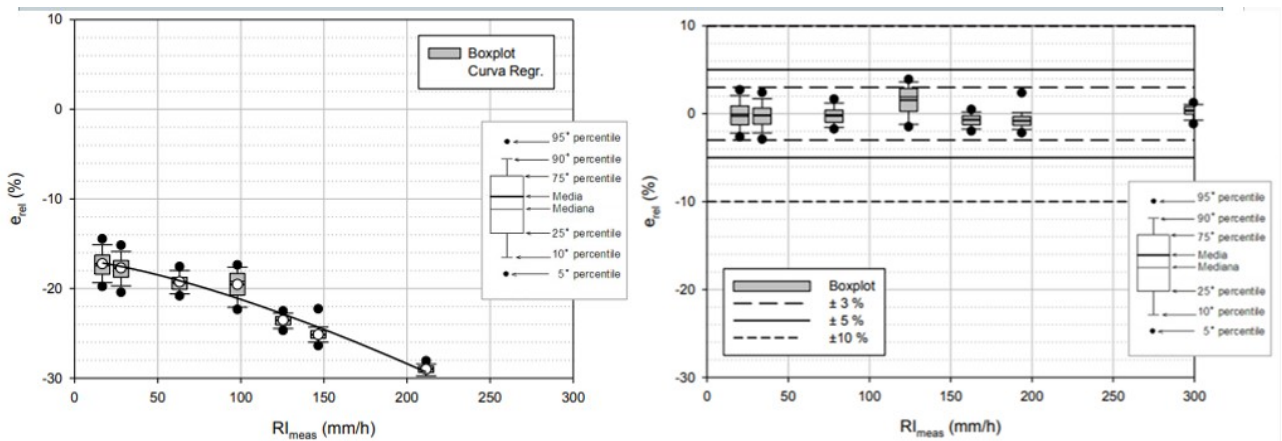 10
0
-10
-20
-30
e_rel (%)
0
50
100
150
200
250
300
RI_meas (mm/h)
Boxplot
Curva Regr.
95° percentile
90° percentile
75° percentile
Media
Mediana
25° percentile
10° percentile
5° percentile
10
0
-10
-20
-30
e_rel (%)
0
50
100
150
200
250
300
RI_meas (mm/h)
Boxplot
± 3 %
± 5 %
±10 %
95° percentile
90° percentile
75° percentile
Media
Mediana
25° percentile
10° percentile
5° percentile